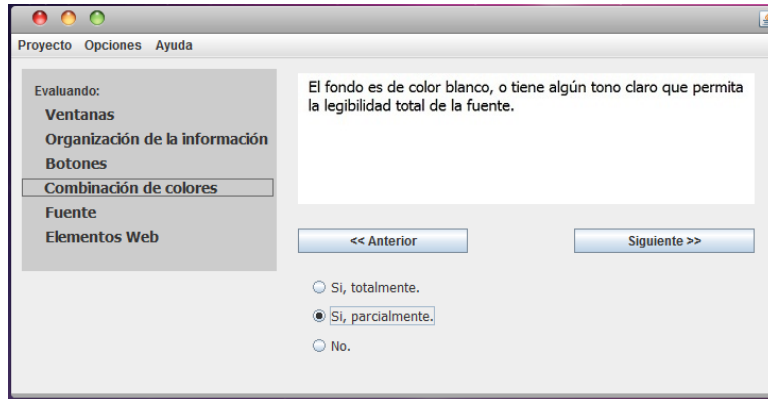 Proyecto Opciones Ayuda
Evaluando:
Ventanas
Organización de la información
Botones
Combinación de colores
Fuente
Elementos Web
El fondo es de color blanco, o tiene algún tono claro que permita
la legibilidad total de la fuente.
<< Anterior
Siguiente >>
Si, totalmente.
Si, parcialmente.
No.